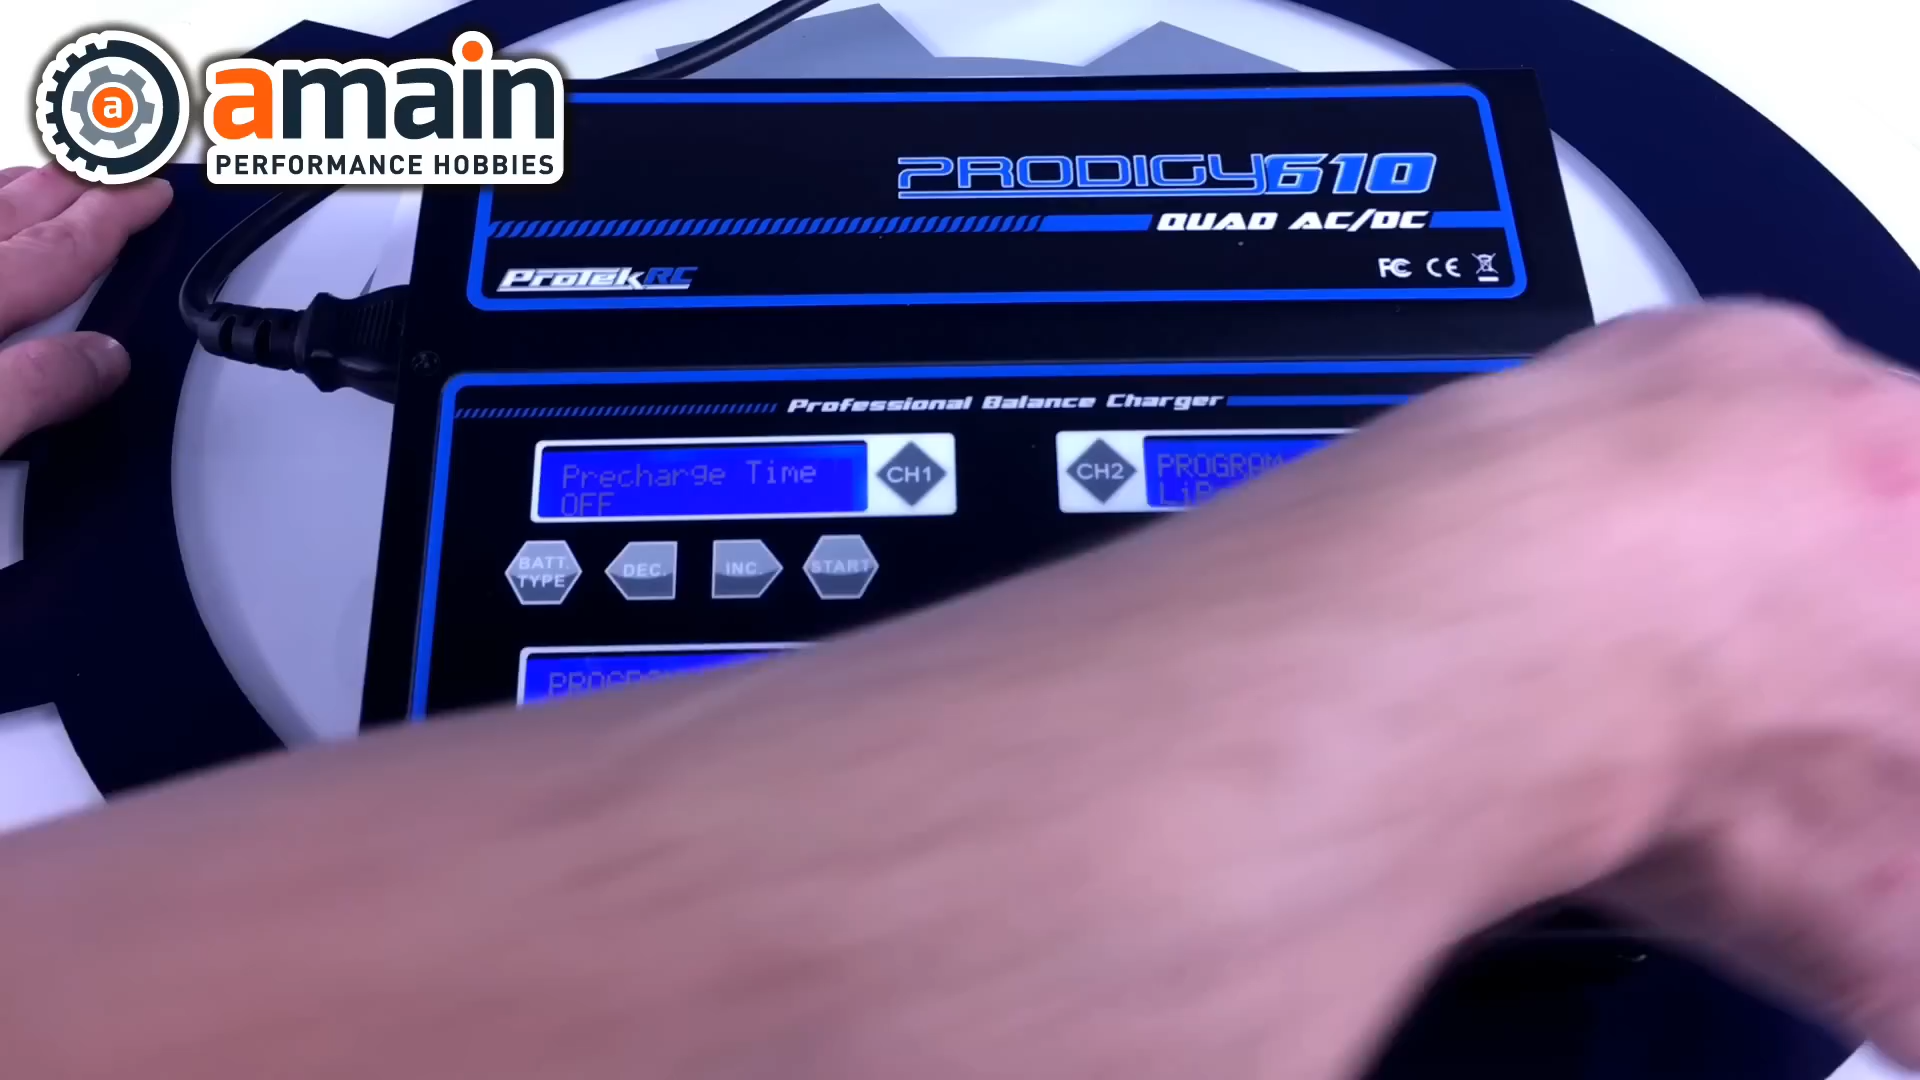 a
amain
PERFORMANCE HOBBIES
PRODIGY610
QUAD AC/DC
ProTekRC
FC CE
Professional Balance Charger
Precharge Time
OFF
CH1
CH2
BATT.
TYPE
DEC.
INC.
START